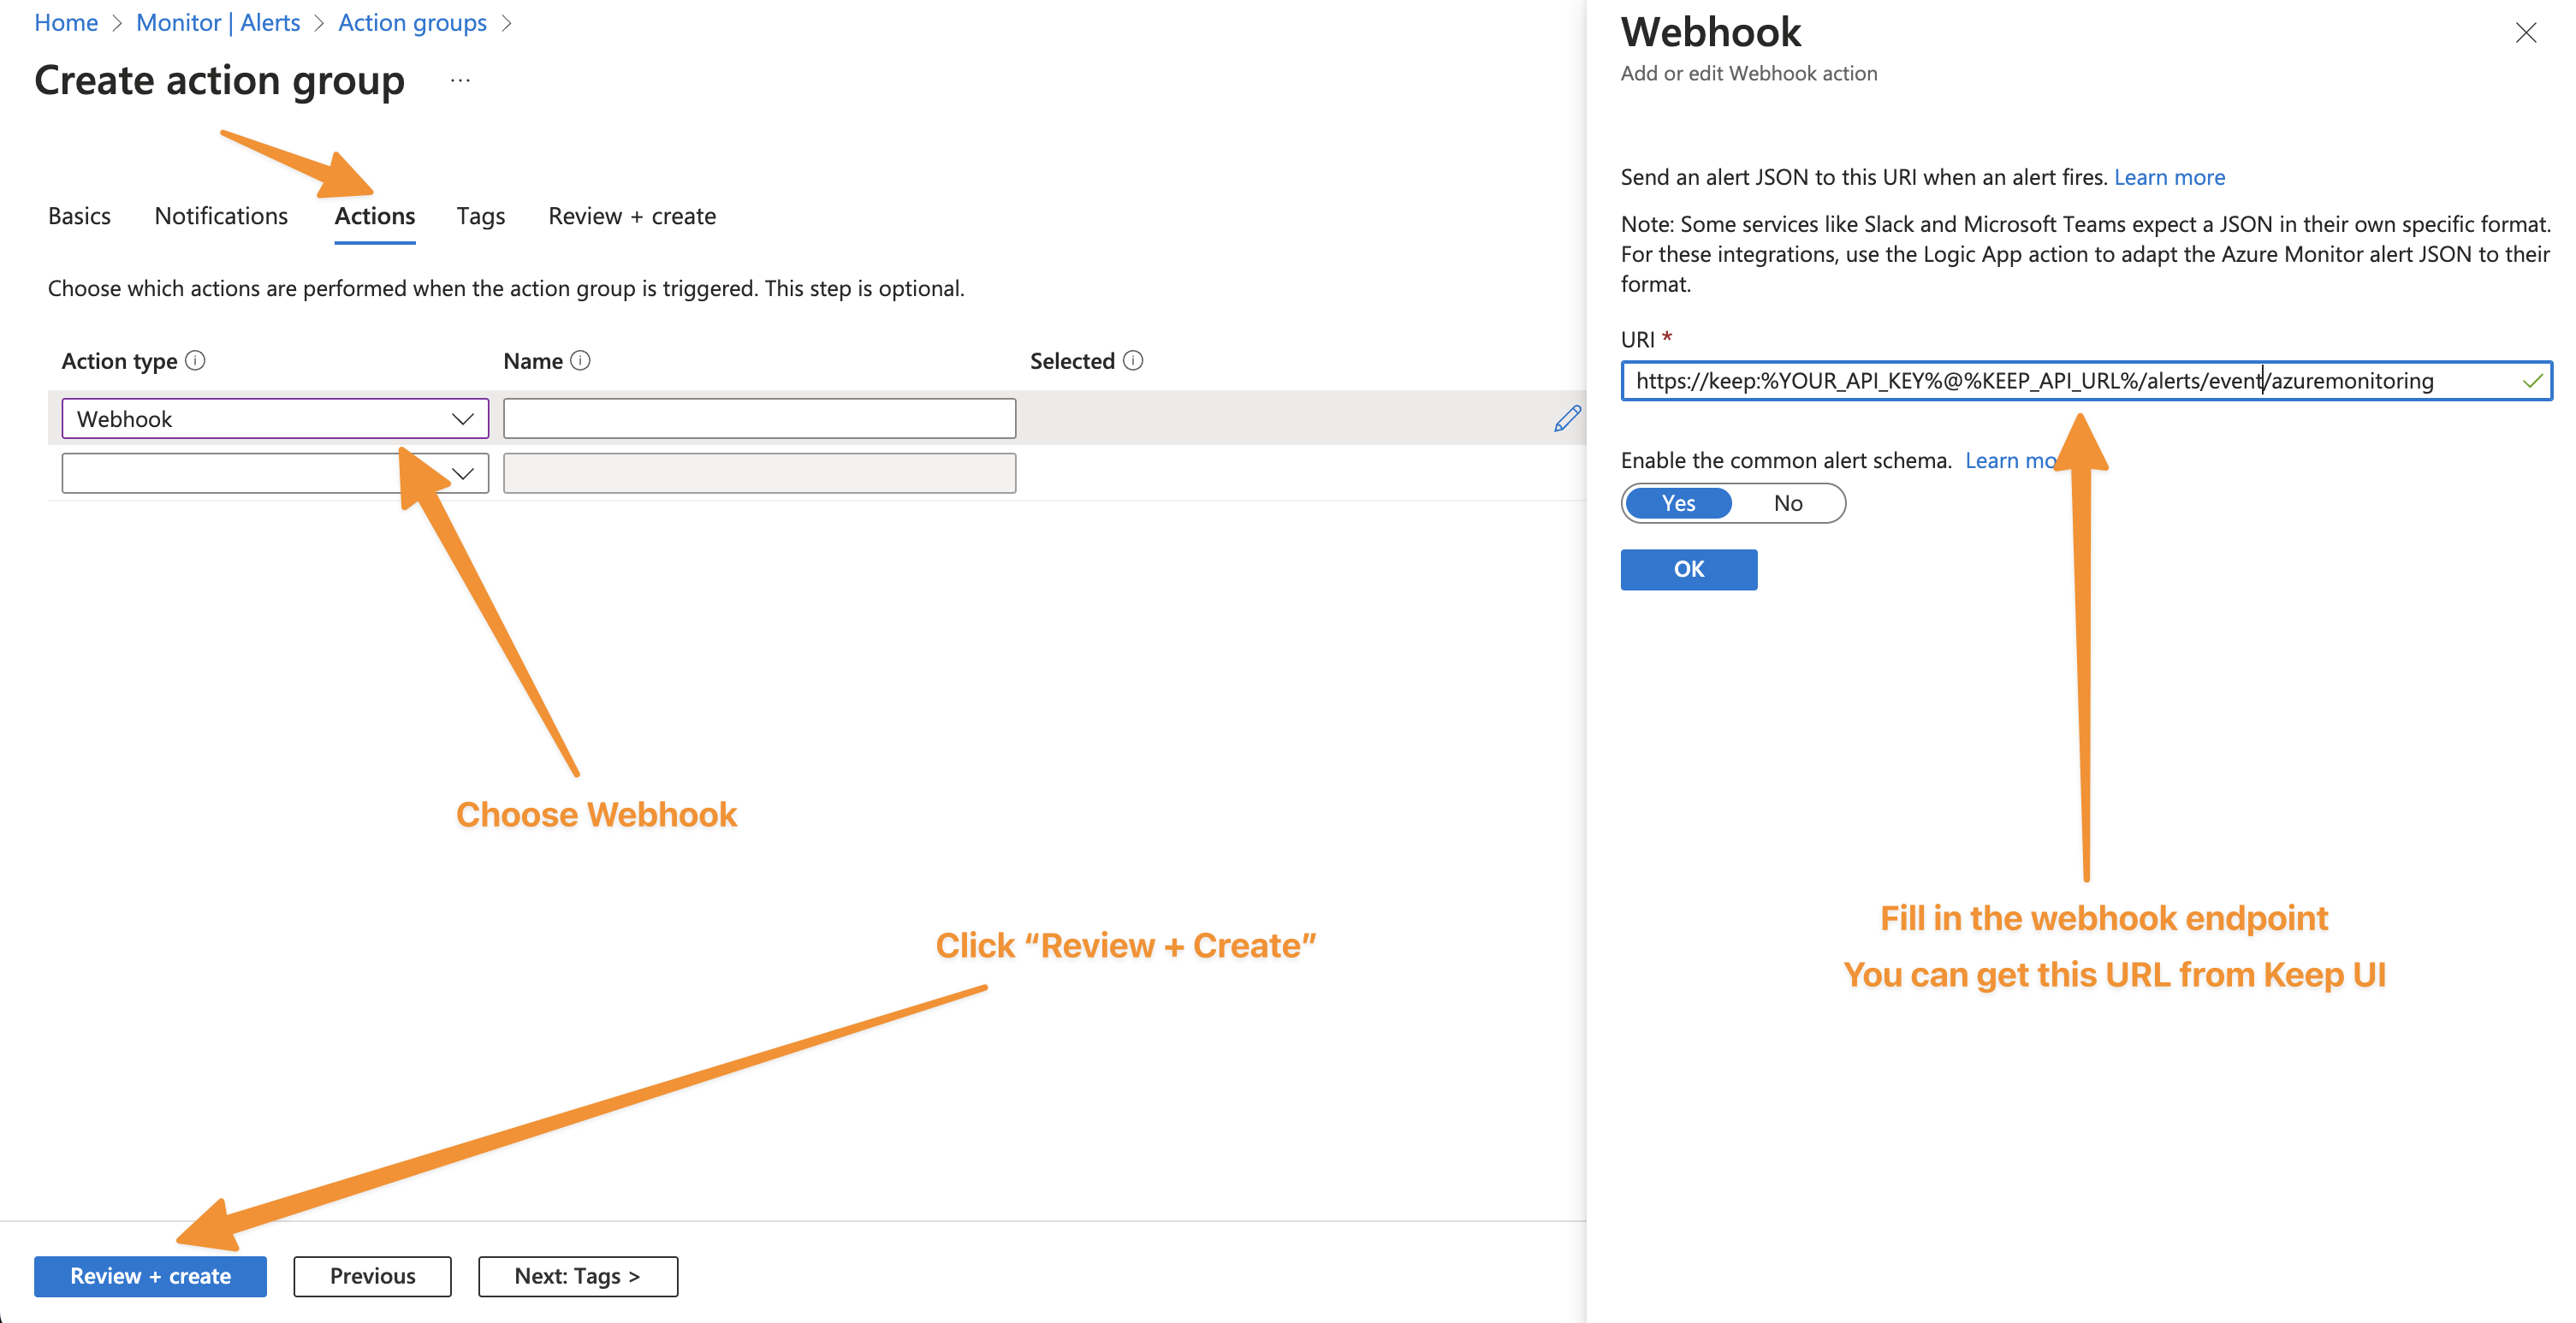 Home > Monitor | Alerts > Action groups >
Create action group ...
Basics Notifications Actions Tags Review + create
Choose which actions are performed when the action group is triggered. This step is optional.
Action type Name Selected
Webhook
Choose Webhook
Click “Review + Create”
Review + create Previous Next: Tags >
Webhook
Add or edit Webhook action
Send an alert JSON to this URI when an alert fires. Learn more
Note: Some services like Slack and Microsoft Teams expect a JSON in their own specific format.
For these integrations, use the Logic App action to adapt the Azure Monitor alert JSON to their
format.
URI *
https://keep:%YOUR_API_KEY%@%KEEP_API_URL%/alerts/event/azuremonitoring
Enable the common alert schema. Learn mo
Yes No
OK
Fill in the webhook endpoint
You can get this URL from Keep UI